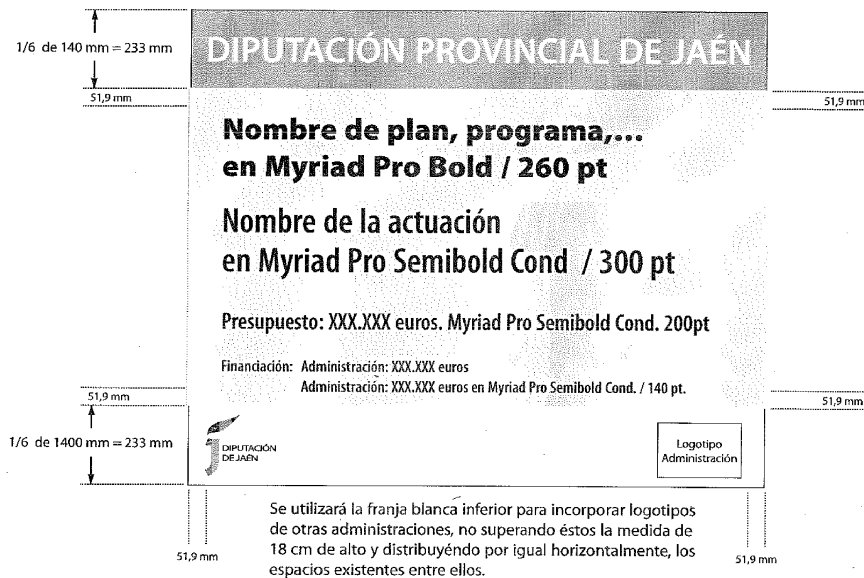 1/6 de 140 mm = 233 mm
DIPUTACIÓN PROVINCIAL DE JAÉN
51,9 mm
51,9 mm
Nombre de plan, programa,...
en Myriad Pro Bold / 260 pt
Nombre de la actuación
en Myriad Pro Semibold Cond / 300 pt
Presupuesto: XXX.XXX euros. Myriad Pro Semibold Cond. 200pt
Financiación: Administración: XXX.XXX euros
Administración: XXX.XXX euros en Myriad Pro Semibold Cond. / 140 pt.
51,9 mm
51,9 mm
1/6 de 1400 mm = 233 mm
DIPUTACIÓN
DE JAÉN
Logotipo
Administración
Se utilizará la franja blanca inferior para incorporar logotipos
de otras administraciones, no superando éstos la medida de
18 cm de alto y distribuyéndo por igual horizontalmente, los
espacios existentes entre ellos.
51,9 mm
51,9 mm